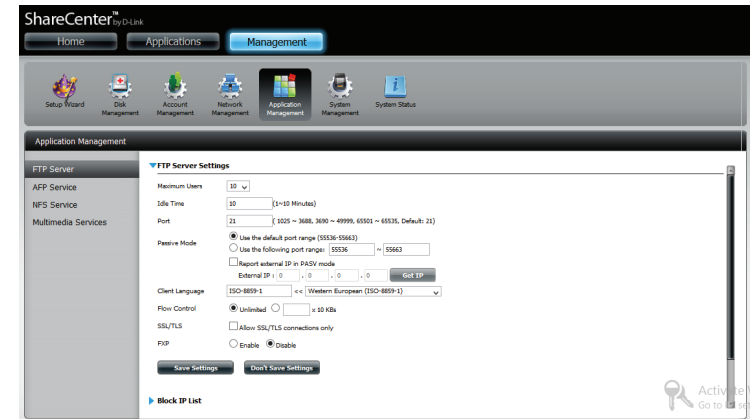 ShareCenter™ by D-Link
Home Applications Management
Setup Wizard
Disk Management
Account Management
Network Management
Application Management
System Management
System Status
Application Management
FTP Server
AFP Service
NFS Service
Multimedia Services
FTP Server Settings
Maximum Users 10
Idle Time 10 (1~10 Minutes)
Port 21 ( 1025 ~ 3688, 3690 ~ 49999, 65501 ~ 65535, Default: 21)
Passive Mode Use the default port range (55536-55663)
Use the following port range: 55536 ~ 55663
Report external IP in PASV mode
External IP : 0 . 0 . 0 . 0 Get IP
Client Language ISO-8859-1 << Western European (ISO-8859-1)
Flow Control Unlimited x 10 KBs
SSL/TLS Allow SSL/TLS connections only
FXP Enable Disable
Save Settings Don't Save Settings
Block IP List
Activate
Go to